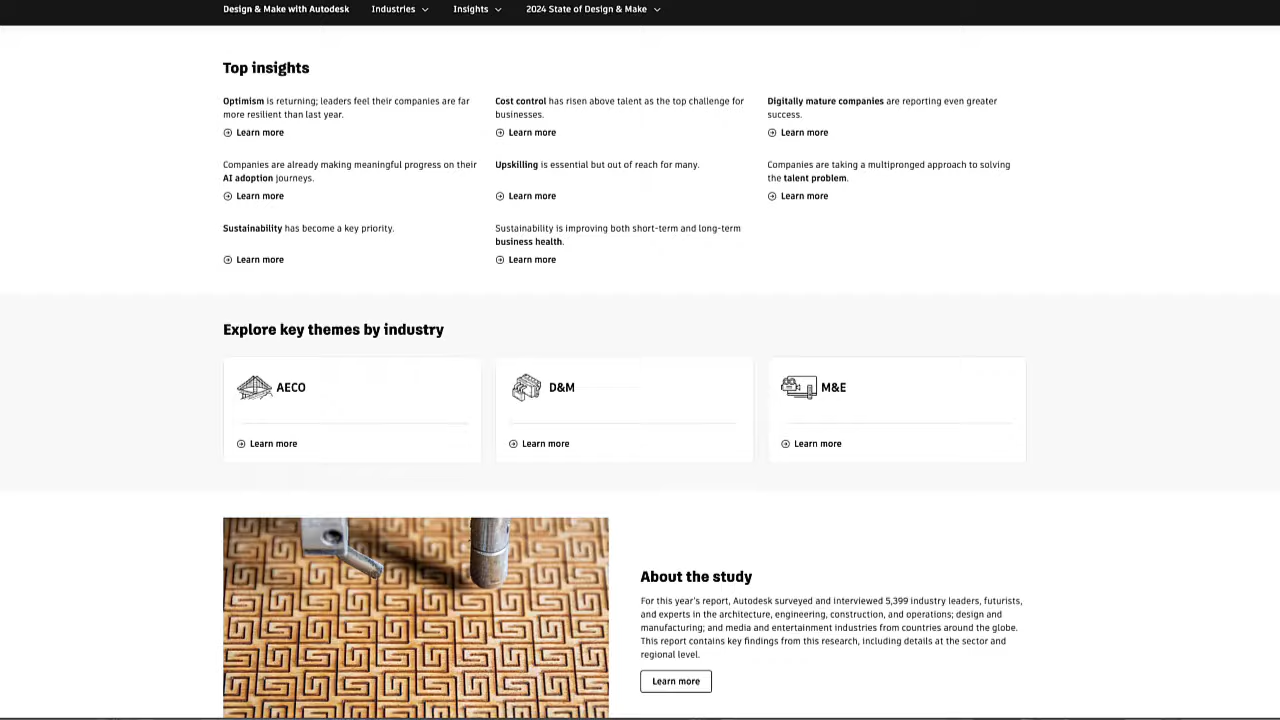 Design & Make with Autodesk Industries Insights 2024 State of Design & Make
Top insights
Optimism is returning; leaders feel their companies are far
more resilient than last year.
Learn more
Cost control has risen above talent as the top challenge for
businesses.
Learn more
Digitally mature companies are reporting even greater
success.
Learn more
Companies are already making meaningful progress on their
AI adoption journeys.
Learn more
Upskilling is essential but out of reach for many.
Learn more
Companies are taking a multipronged approach to solving
the talent problem.
Learn more
Sustainability has become a key priority.
Learn more
Sustainability is improving both short-term and long-term
business health.
Learn more
Explore key themes by industry
AECO
Learn more
D&M
Learn more
M&E
Learn more
About the study
For this year's report, Autodesk surveyed and interviewed 5,399 industry leaders, futurists,
and experts in the architecture, engineering, construction, and operations; design and
manufacturing; and media and entertainment industries from countries around the globe.
This report contains key findings from this research, including details at the sector and
regional level.
Learn more